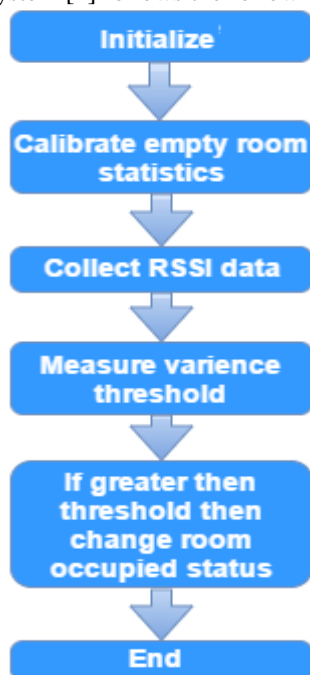 Initialize
Calibrate empty room
statistics
Collect RSSI data
Measure varience
threshold
If greater then
threshold then
change room
occupied status
End